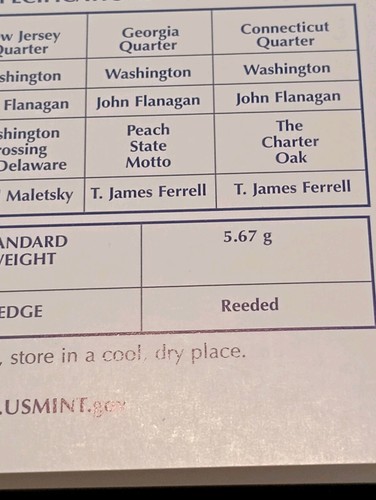 w Jersey Georgia Connecticut
Quarter Quarter Quarter
shington Washington Washington
Flanagan John Flanagan John Flanagan
shington Peach The
rossing State Charter
Delaware Motto Oak
Maletsky T. James Ferrell T. James Ferrell
ANDARD 5.67 g
EIGHT
EDGE Reeded
, store in a cool, dry place.
.USMINT.gov